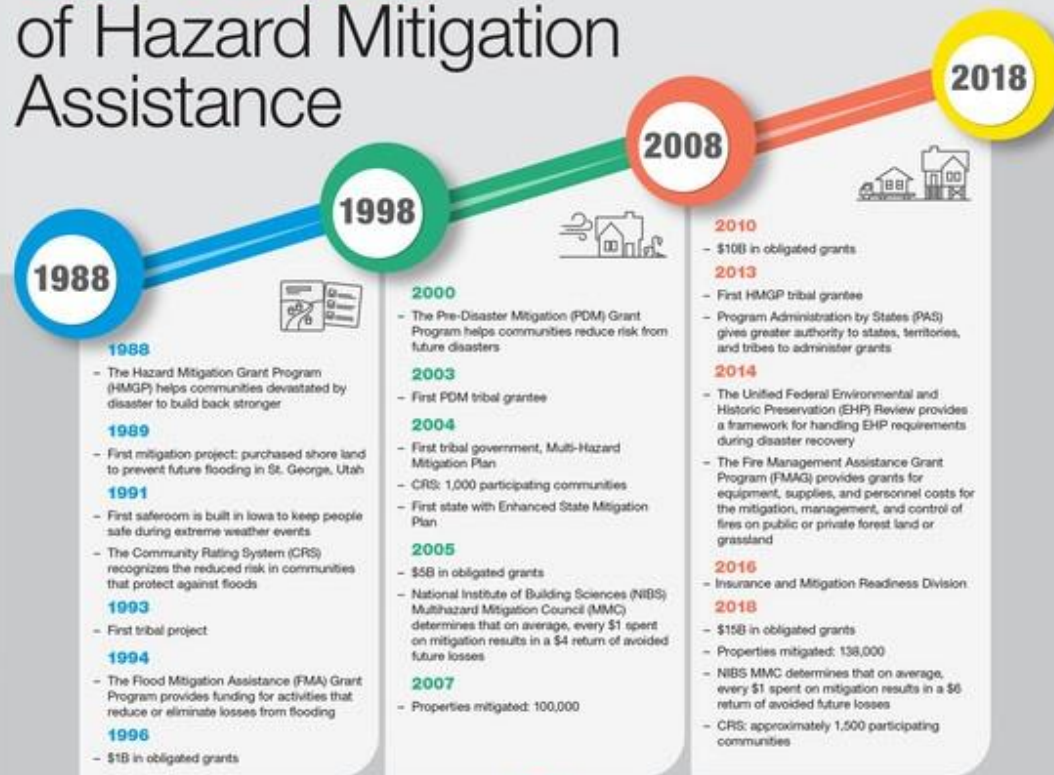 of Hazard Mitigation
Assistance
1988
1998
2008
2018
1988
- The Hazard Mitigation Grant Program
(HMGP) helps communities devastated by
disaster to build back stronger
1989
- First mitigation project: purchased shore land
to prevent future flooding in St. George, Utah
1991
- First saferoom is built in Iowa to keep people
safe during extreme weather events
- The Community Rating System (CRS)
recognizes the reduced risk in communities
that protect against floods
1993
- First tribal project
1994
- The Flood Mitigation Assistance (FMA) Grant
Program provides funding for activities that
reduce or eliminate losses from flooding
1996
- $1B in obligated grants
2000
- The Pre-Disaster Mitigation (PDM) Grant
Program helps communities reduce risk from
future disasters
2003
- First PDM tribal grantee
2004
- First tribal government, Multi-Hazard
Mitigation Plan
- CRS: 1,000 participating communities
- First state with Enhanced State Mitigation
Plan
2005
- $5B in obligated grants
- National Institute of Building Sciences (NIBS)
Multihazard Mitigation Council (MMC)
determines that on average, every $1 spent
on mitigation results in a $4 return of avoided
future losses
2007
- Properties mitigated: 100,000
2010
- $10B in obligated grants
2013
- First HMGP tribal grantee
- Program Administration by States (PAS)
gives greater authority to states, territories,
and tribes to administer grants
2014
- The Unified Federal Environmental and
Historic Preservation (EHP) Review provides
a framework for handling EHP requirements
during disaster recovery
- The Fire Management Assistance Grant
Program (FMAG) provides grants for
equipment, supplies, and personnel costs for
the mitigation, management, and control of
fires on public or private forest land or
grassland
2016
- Insurance and Mitigation Readiness Division
2018
- $15B in obligated grants
- Properties mitigated: 138,000
- NIBS MMC determines that on average,
every $1 spent on mitigation results in a $6
return of avoided future losses
- CRS: approximately 1,500 participating
communities